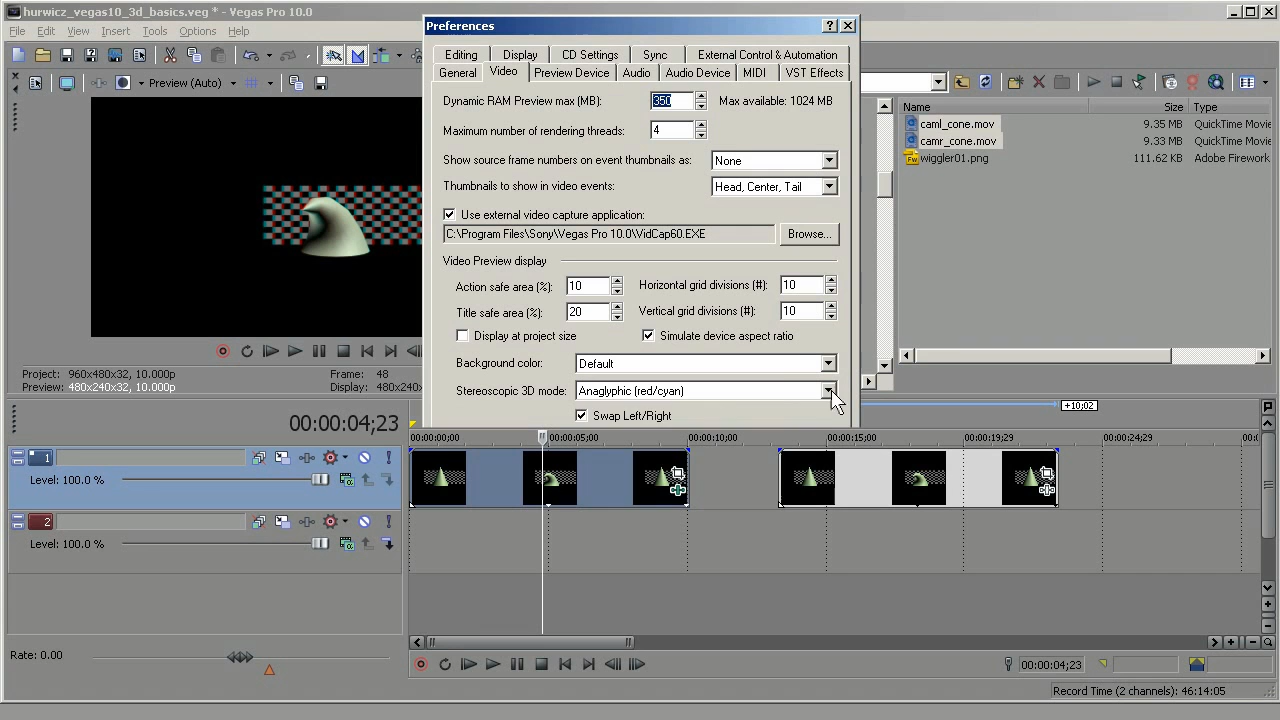 hurwicz_vegas10_3d_basics.veg * - Vegas Pro 10.0
File Edit View Insert Tools Options Help
Preview (Auto)
Project: 960x480x32, 10.000p
Preview: 480x240x32, 10.000p
Frame: 48
Display: 480x240x32
Preferences
Editing Display CD Settings Sync External Control & Automation
General Video Preview Device Audio Audio Device MIDI VST Effects
Dynamic RAM Preview max (MB): 350 Max available: 1024 MB
Maximum number of rendering threads: 4
Show source frame numbers on event thumbnails as: None
Thumbnails to show in video events: Head, Center, Tail
Use external video capture application:
C:\Program Files\Sony\Vegas Pro 10.0\VidCap60.EXE Browse...
Video Preview display
Action safe area (%): 10 Horizontal grid divisions (#): 10
Title safe area (%): 20 Vertical grid divisions (#): 10
Display at project size Simulate device aspect ratio
Background color: Default
Stereoscopic 3D mode: Anaglyphic (red/cyan)
Swap Left/Right
Name Size Type
caml_cone.mov 9.35 MB QuickTime Movie
camr_cone.mov 9.33 MB QuickTime Movie
wiggler01.png 111.62 KB Adobe Firework
00:00:04;23
+10;02
00:00:00;00 00:00:05;00 00:00:10;00 00:00:15;00 00:00:19;29 00:00:24;29 00:0
1
Level: 100.0 %
2
Level: 100.0 %
Rate: 0.00
00:00:04;23
Record Time (2 channels): 46:14:05